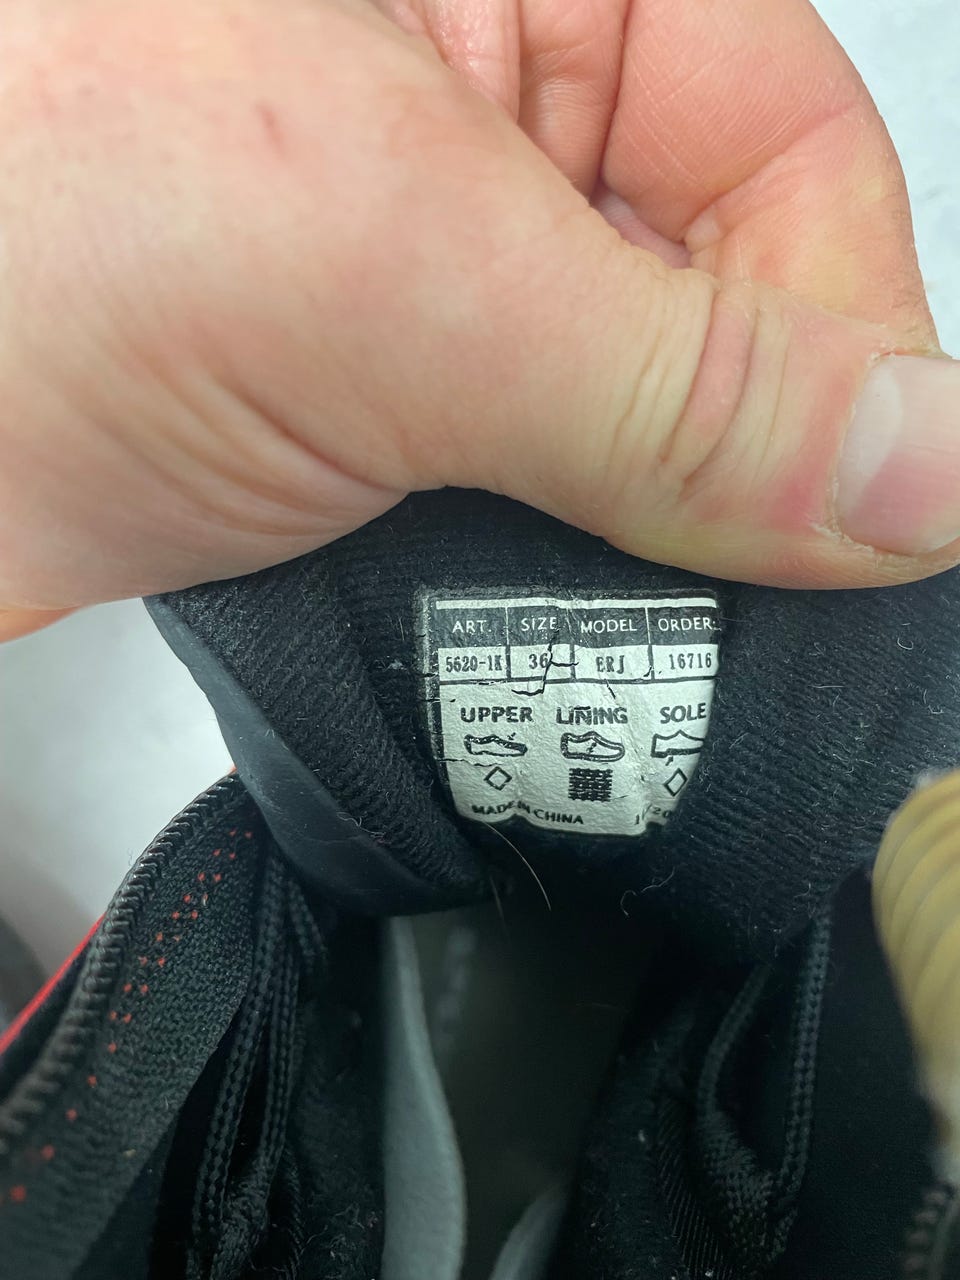 ART. SIZE MODEL ORDER:
5620-1K 36 ERJ 16716
UPPER LINING SOLE
MADE IN CHINA